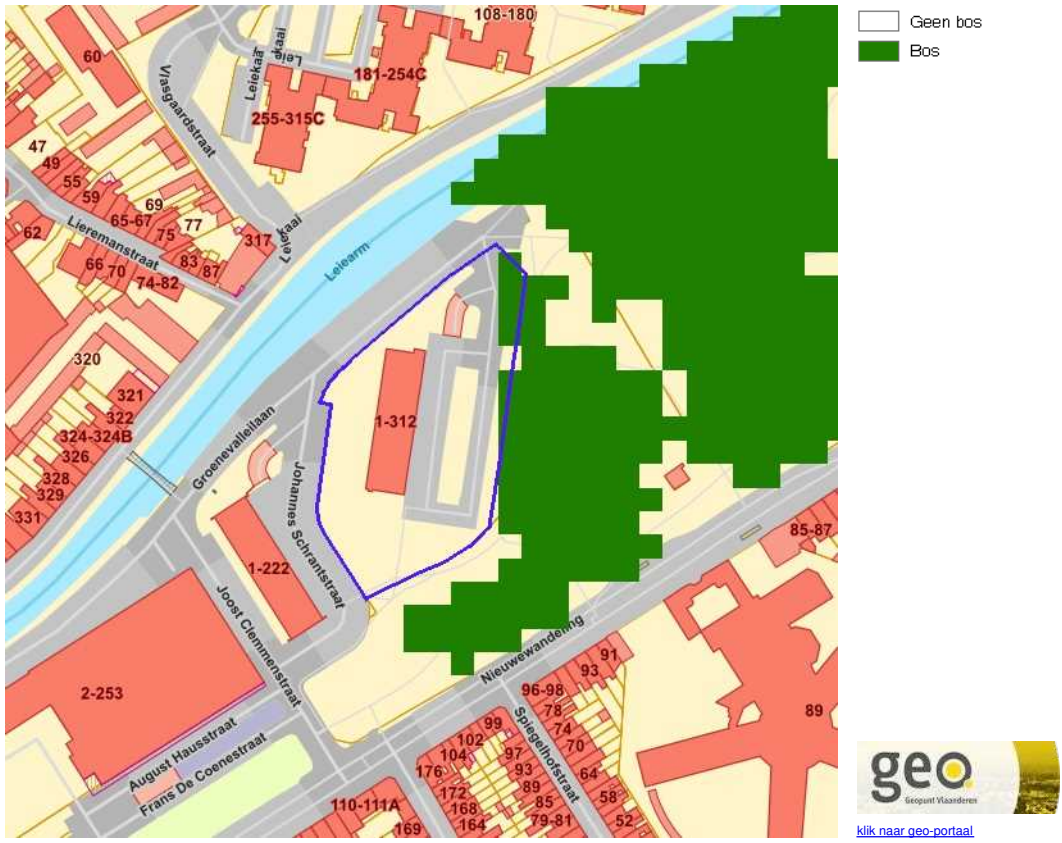 108-180
Geen bos
Bos
60
Leiekaai
Leiekaai
181-254C
255-315C
Vlasgaardstraat
47
49
55
59
69
65-67
77
75
Lieremanstraat
62
66
70
74-82
83
87
317
Leiekaai
Leiearm
320
321
322
324-324B
326
328
329
331
1-312
Groenevalleilaan
Johannes Schrantstraat
1-222
Joost Clemmenstraat
85-87
Nieuwewandeling
2-253
August Hausstraat
Frans De Coenestraat
91
93
96-98
78
74
70
64
58
52
89
Spiegelhofstraat
99
102
104
97
93
89
85
79-81
176
172
168
164
110-111A
169
geo
Geopunt Vlaanderen
klik naar geo-portaal